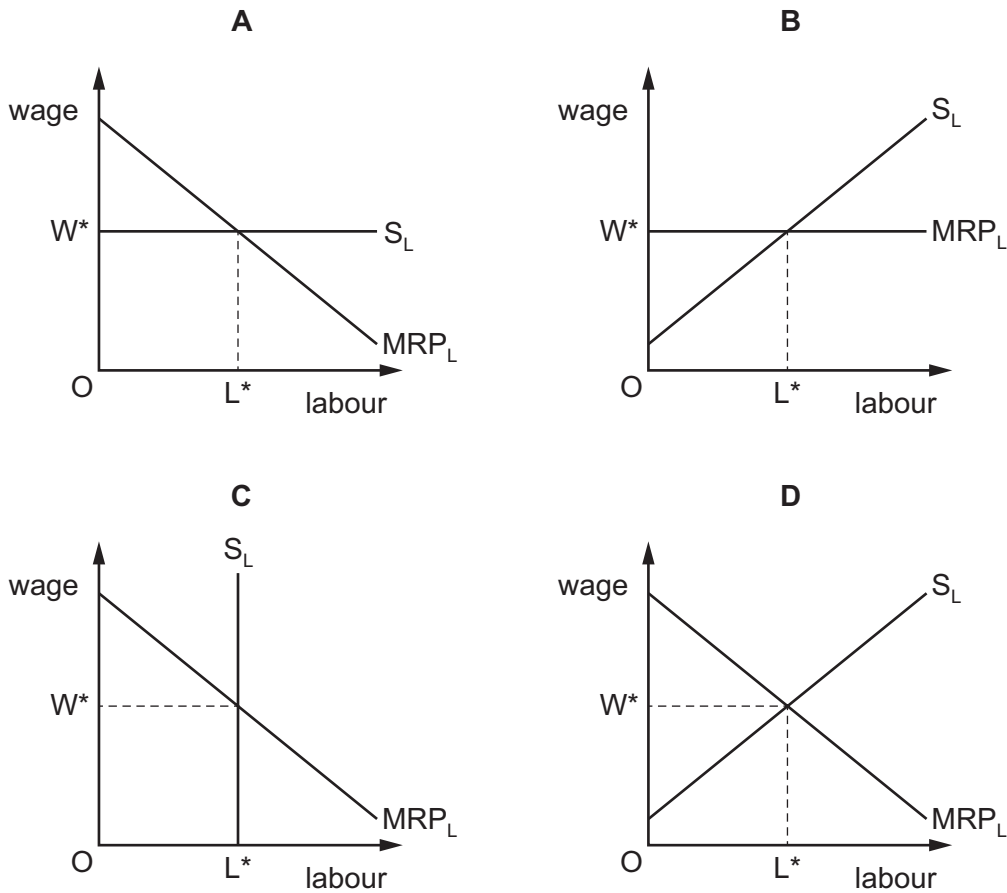 A
wage
W*
S_L
MRP_L
O
L*
labour
B
wage
S_L
W*
MRP_L
O
L*
labour
C
S_L
wage
W*
MRP_L
O
L*
labour
D
wage
S_L
W*
MRP_L
O
L*
labour